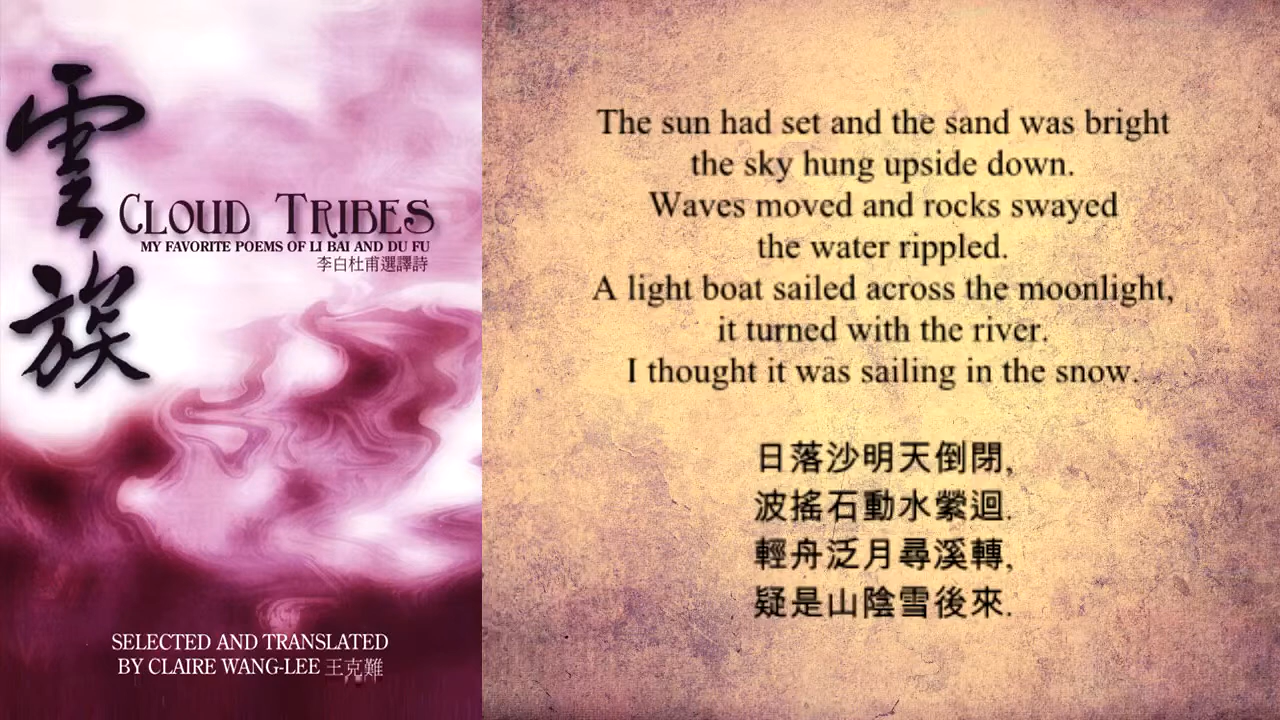 雲族
CLOUD TRIBES
MY FAVORITE POEMS OF LI BAI AND DU FU
李白杜甫選譯詩
SELECTED AND TRANSLATED
BY CLAIRE WANG-LEE 王克難
The sun had set and the sand was bright
the sky hung upside down.
Waves moved and rocks swayed
the water rippled.
A light boat sailed across the moonlight,
it turned with the river.
I thought it was sailing in the snow.
日落沙明天倒閉,
波搖石動水縈迴.
輕舟泛月尋溪轉,
疑是山陰雪後來.